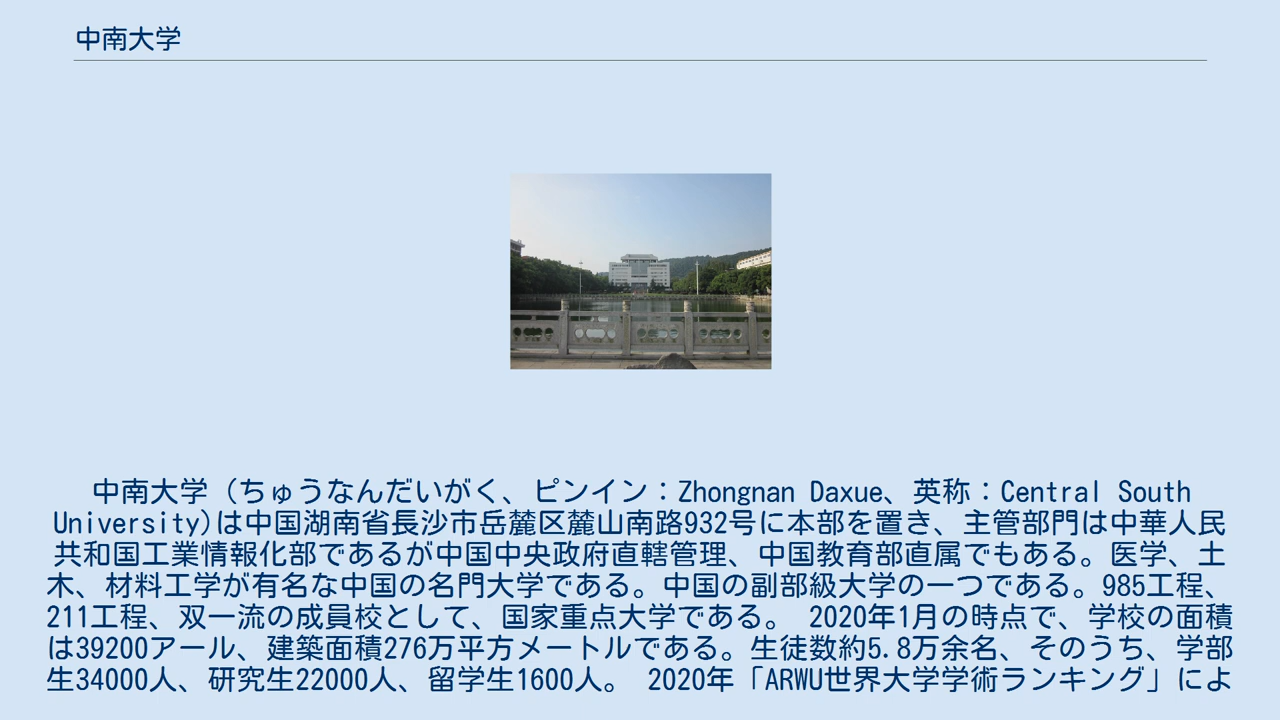 中南大学
中南大学（ちゅうなんだいがく、ピンイン：Zhongnan Daxue、英称：Central South
University)は中国湖南省長沙市岳麓区麓山南路932号に本部を置き、主管部門は中華人民
共和国工業情報化部であるが中国中央政府直轄管理、中国教育部直属でもある。医学、土
木、材料工学が有名な中国の名門大学である。中国の副部級大学の一つである。985工程、
211工程、双一流の成員校として、国家重点大学である。 2020年1月の時点で、学校の面積
は39200アール、建築面積276万平方メートルである。生徒数約5.8万余名、そのうち、学部
生34000人、研究生22000人、留学生1600人。 2020年「ARWU世界大学学術ランキング」によ